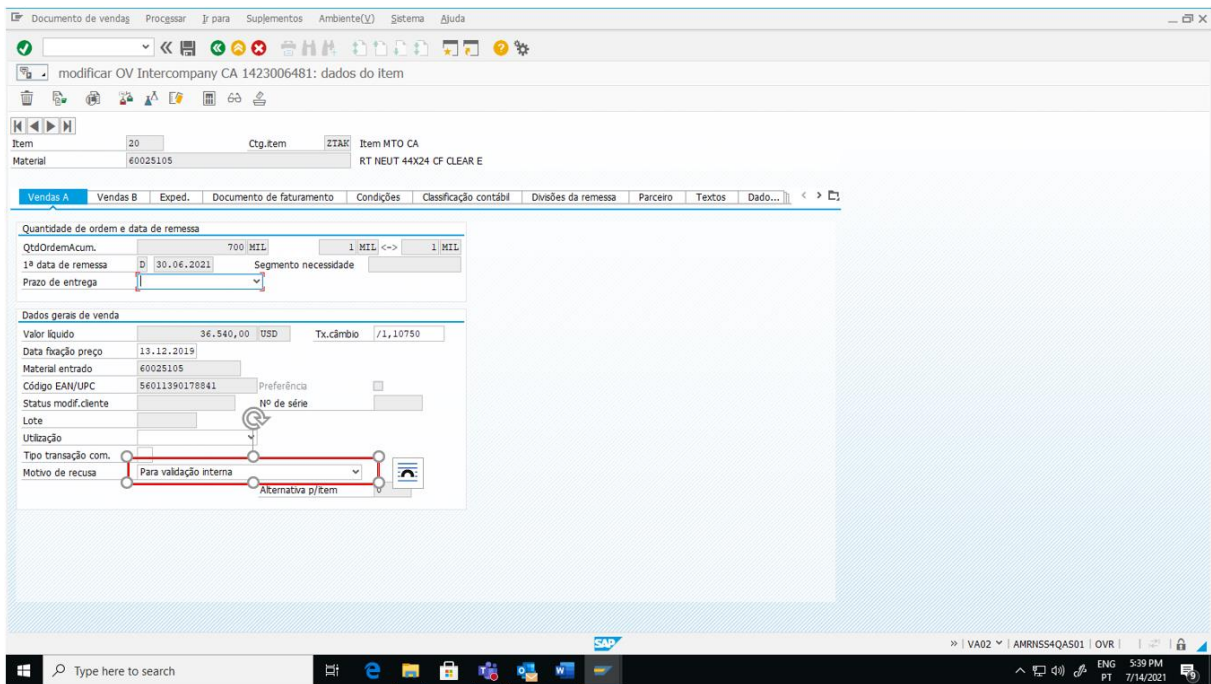 Documento de vendas Processar Ir para Suplementos Ambiente(V) Sistema Ajuda
modificar OV Intercompany CA 1423006481: dados do item
Item 20 Ctg.item ZTAK Item MTO CA
Material 60025105 RT NEUT 44X24 CF CLEAR E
Vendas A Vendas B Exped. Documento de faturamento Condições Classificação contábil Divisões da remessa Parceiro Textos Dado...
Quantidade de ordem e data de remessa
QtdOrdemAcum. 700 MIL 1 MIL <-> 1 MIL
1ª data de remessa D 30.06.2021 Segmento necessidade
Prazo de entrega
Dados gerais de venda
Valor líquido 36.540,00 USD Tx.câmbio /1,10750
Data fixação preço 13.12.2019
Material entrado 60025105
Código EAN/UPC 56011390178841 Preferência
Status modif.cliente Nº de série
Lote
Utilização
Tipo transação com.
Motivo de recusa Para validação interna
Alternativa p/item 0
SAP
» VA02 AMRNSS4QAS01 OVR
Type here to search
ENG 5:39 PM
PT 7/14/2021